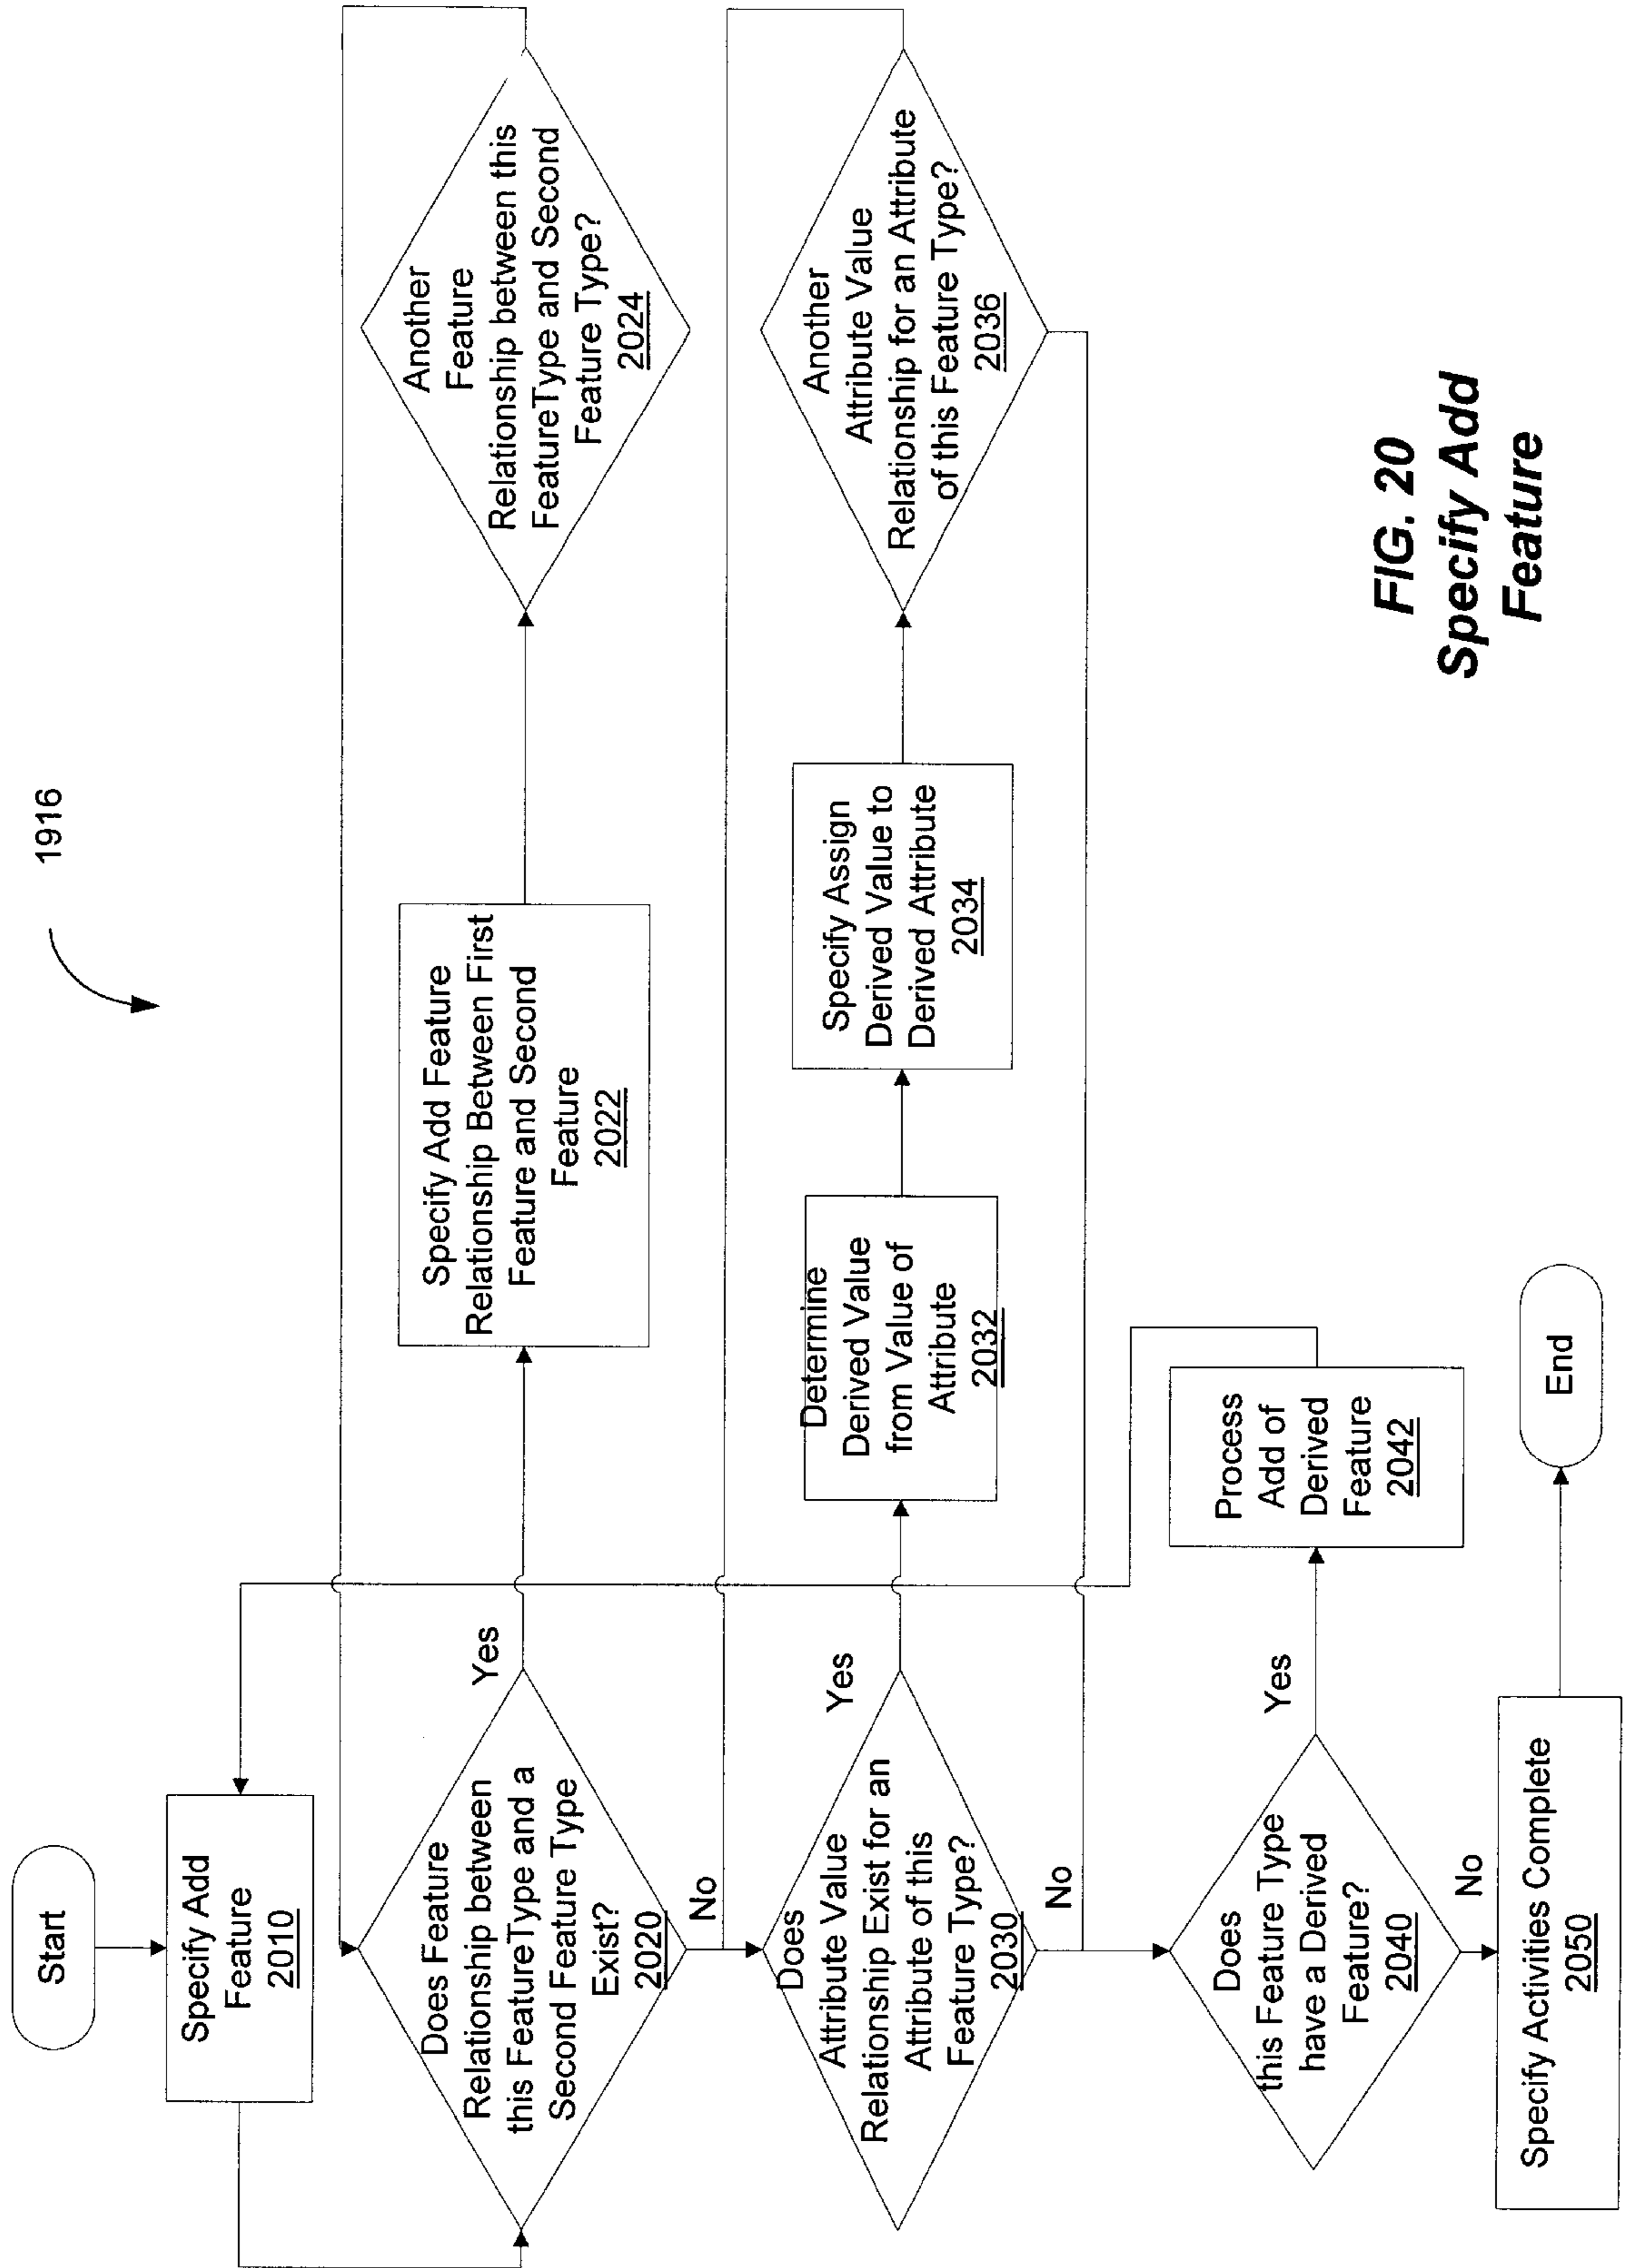 1916
Start
Specify Add
Feature
2010
Does Feature
Relationship between
this FeatureType and a
Second Feature Type
Exist?
2020
Yes
No
Specify Add Feature
Relationship Between First
Feature and Second
Feature
2022
Another
Feature
Relationship between this
FeatureType and Second
Feature Type?
2024
Does
Attribute Value
Relationship Exist for an
Attribute of this
Feature Type?
2030
Yes
No
Determine
Derived Value
from Value of
Attribute
2032
Specify Assign
Derived Value to
Derived Attribute
2034
Another
Attribute Value
Relationship for an Attribute
of this Feature Type?
2036
Does
this Feature Type
have a Derived
Feature?
2040
Yes
No
Process
Add of
Derived
Feature
2042
Specify Activities Complete
2050
End
FIG. 20
Specify Add
Feature